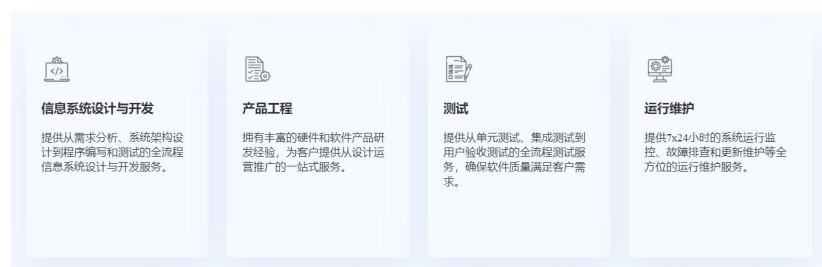 信息系统设计与开发
提供从需求分析、系统架构设
计到程序编写和测试的全流程
信息系统设计与开发服务。
产品工程
拥有丰富的硬件和软件产品研
发经验，为客户提供从设计运
营推广的一站式服务。
测试
提供从单元测试、集成测试到
用户验收测试的全流程测试服
务，确保软件质量满足客户需
求。
运行维护
提供7x24小时的系统运行监
控、故障排查和更新维护等全
方位的运行维护服务。